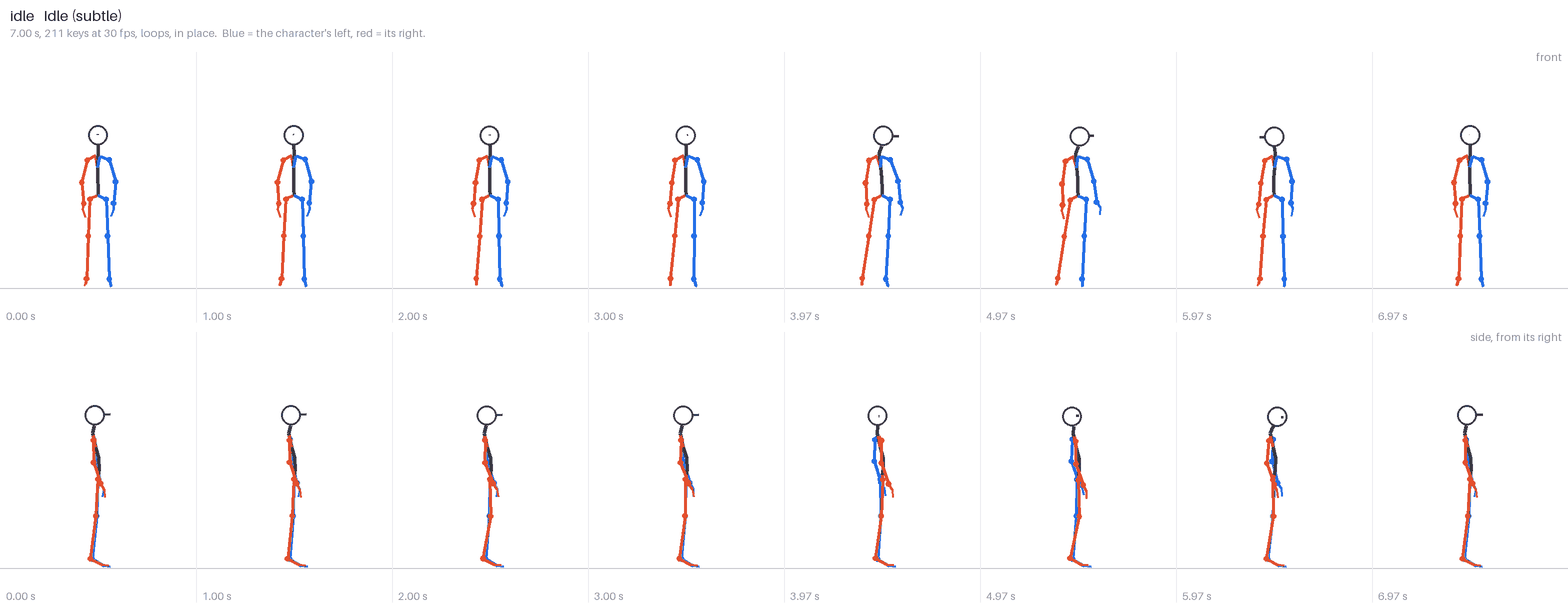 idle Idle (subtle)
7.00 s, 211 keys at 30 fps, loops, in place. Blue = the character's left, red = its right.
front
0.00 s 1.00 s 2.00 s 3.00 s 3.97 s 4.97 s 5.97 s 6.97 s
side, from its right
0.00 s 1.00 s 2.00 s 3.00 s 3.97 s 4.97 s 5.97 s 6.97 s